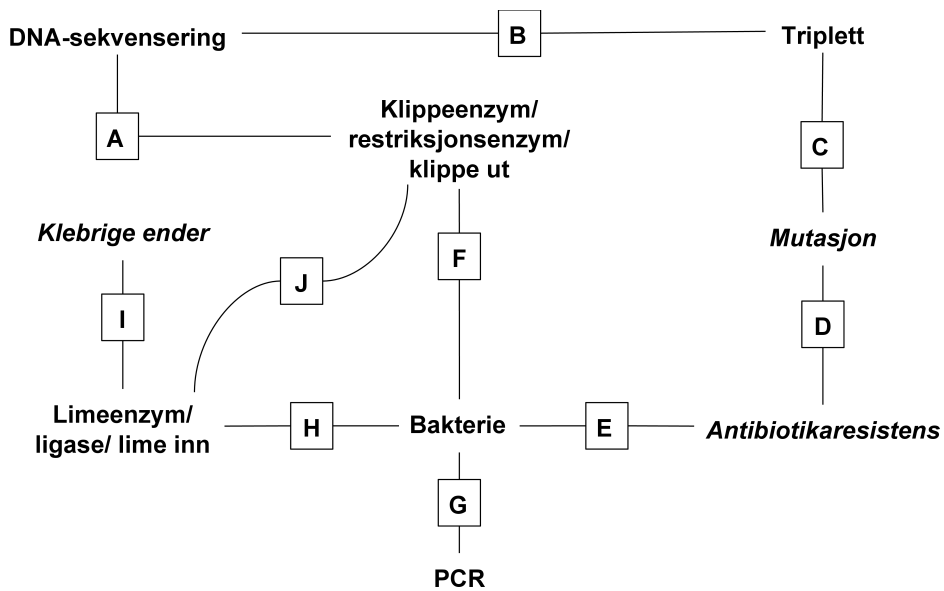 DNA-sekvensering
B
Triplett
Klippeenzym/
restriksjonsenzym/
klippe ut
A
C
Klebrige ender
Mutasjon
F
J
I
D
Limeenzym/
ligase/ lime inn
H
Bakterie
E
Antibiotikaresistens
G
PCR